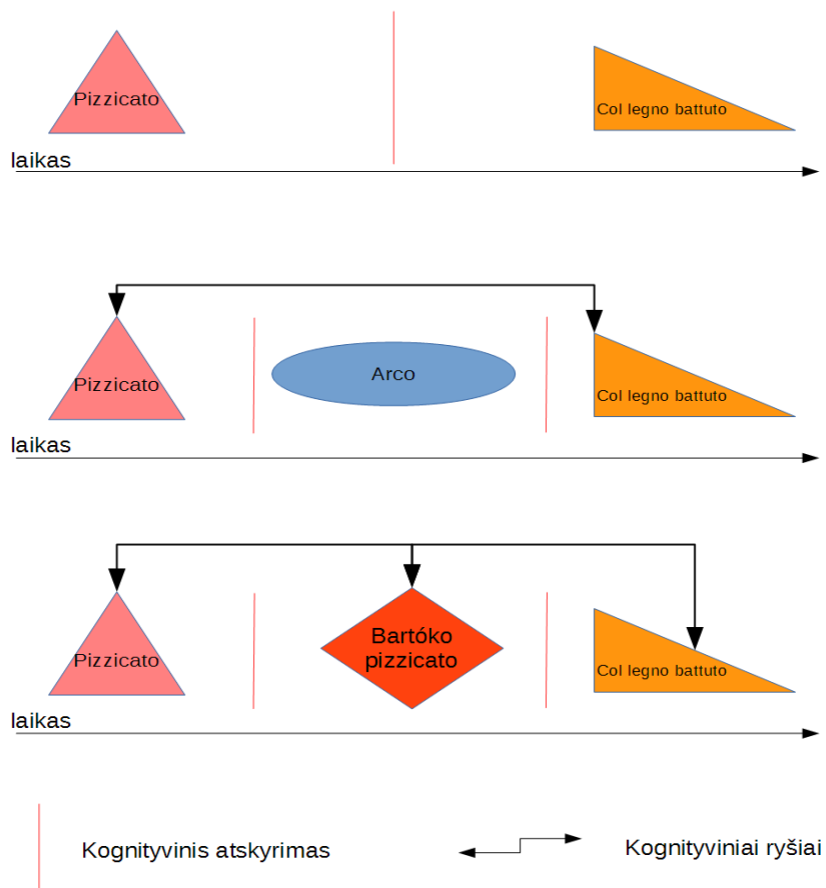 Pizzicato
Col legno battuto
laikas
Pizzicato
Arco
Col legno battuto
laikas
Pizzicato
Bartóko
pizzicato
Col legno battuto
laikas
Kognityvinis atskyrimas
Kognityviniai ryšiai